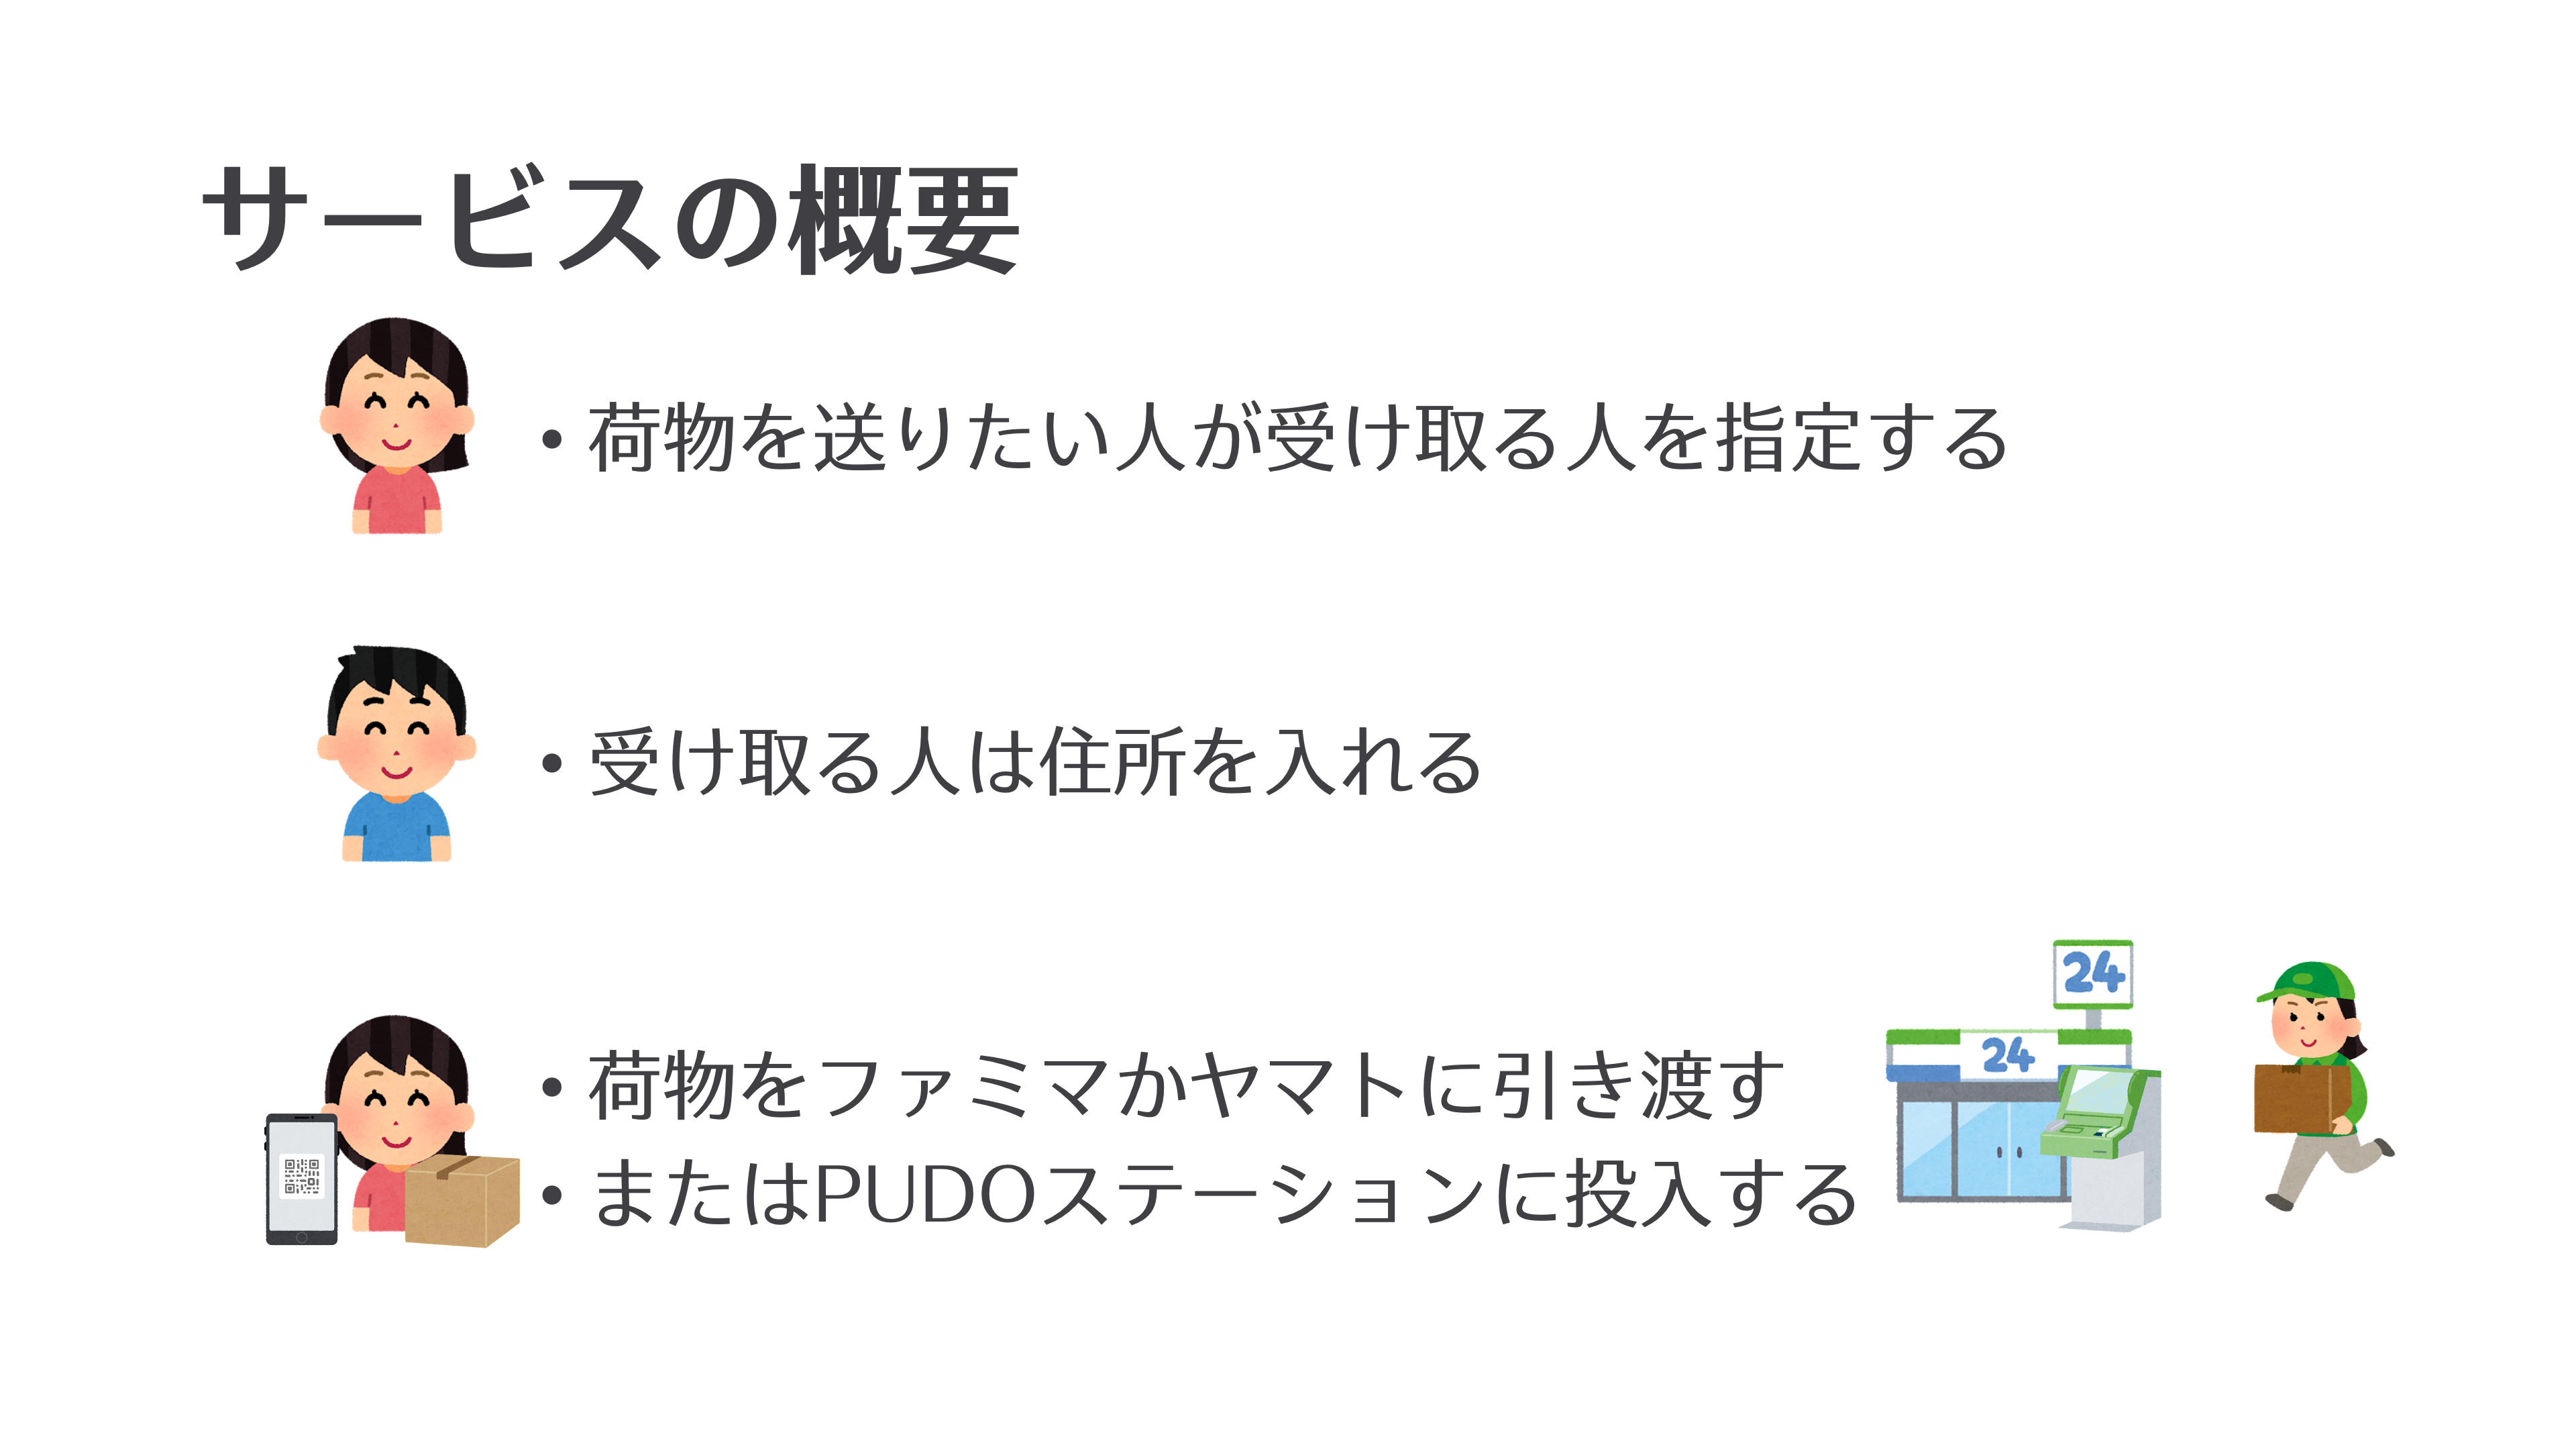 サービスの概要
• 荷物を送りたい人が受け取る人を指定する
• 受け取る人は住所を入れる
24
24
• 荷物をファミマかヤマトに引き渡す
• またはPUDOステーションに投入する